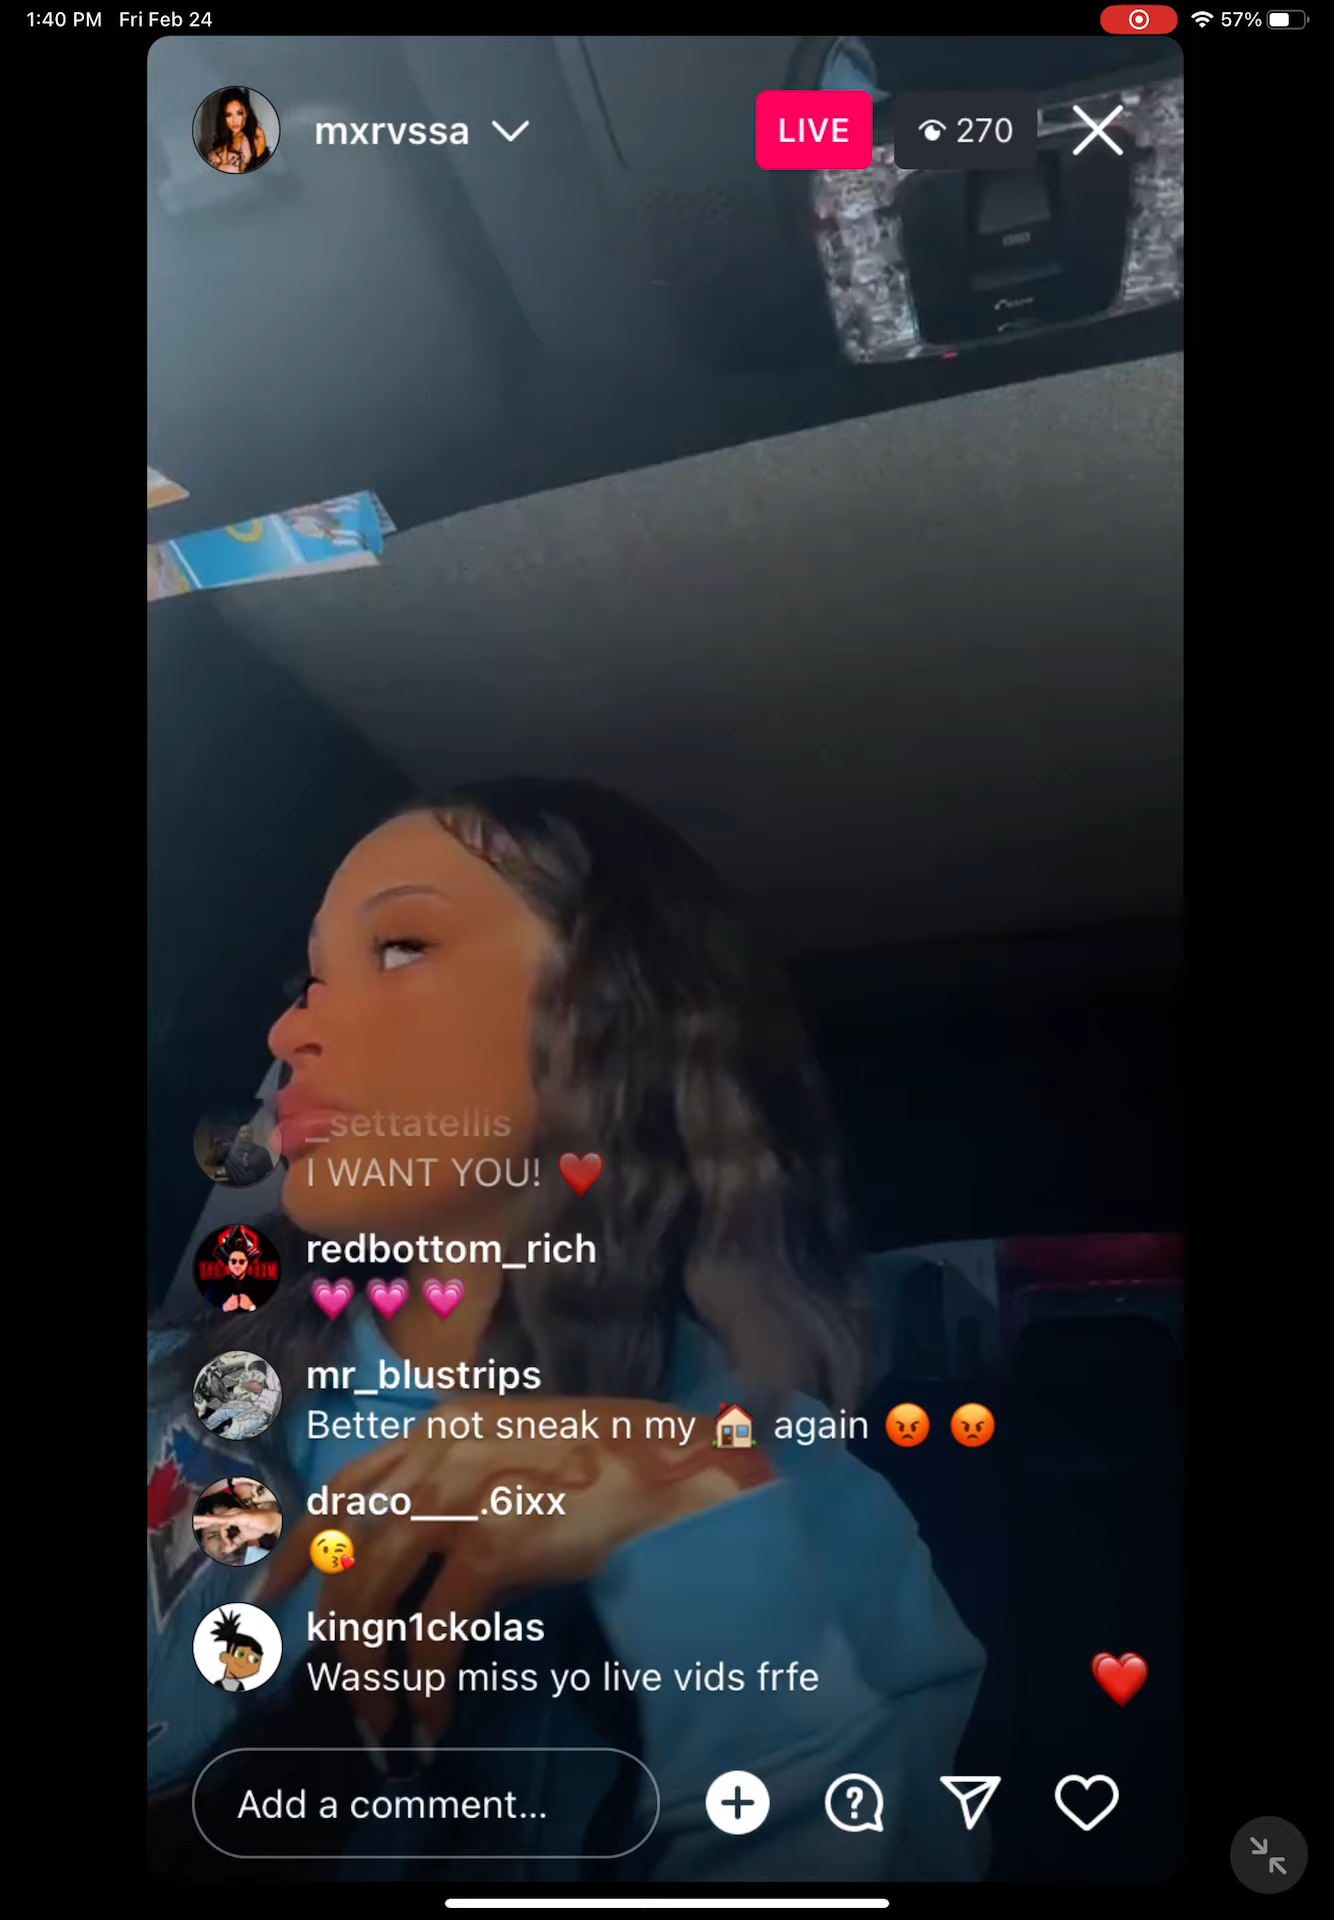 1:40 PM Fri Feb 24
57%
mxrvssa
LIVE
270
_settatellis
I WANT YOU! ❤️
redbottom_rich
💗💗💗
mr_blustrips
Better not sneak n my 🏠 again 😡 😡
draco____.6ixx
😘
kingn1ckolas
Wassup miss yo live vids frfe
Add a comment...